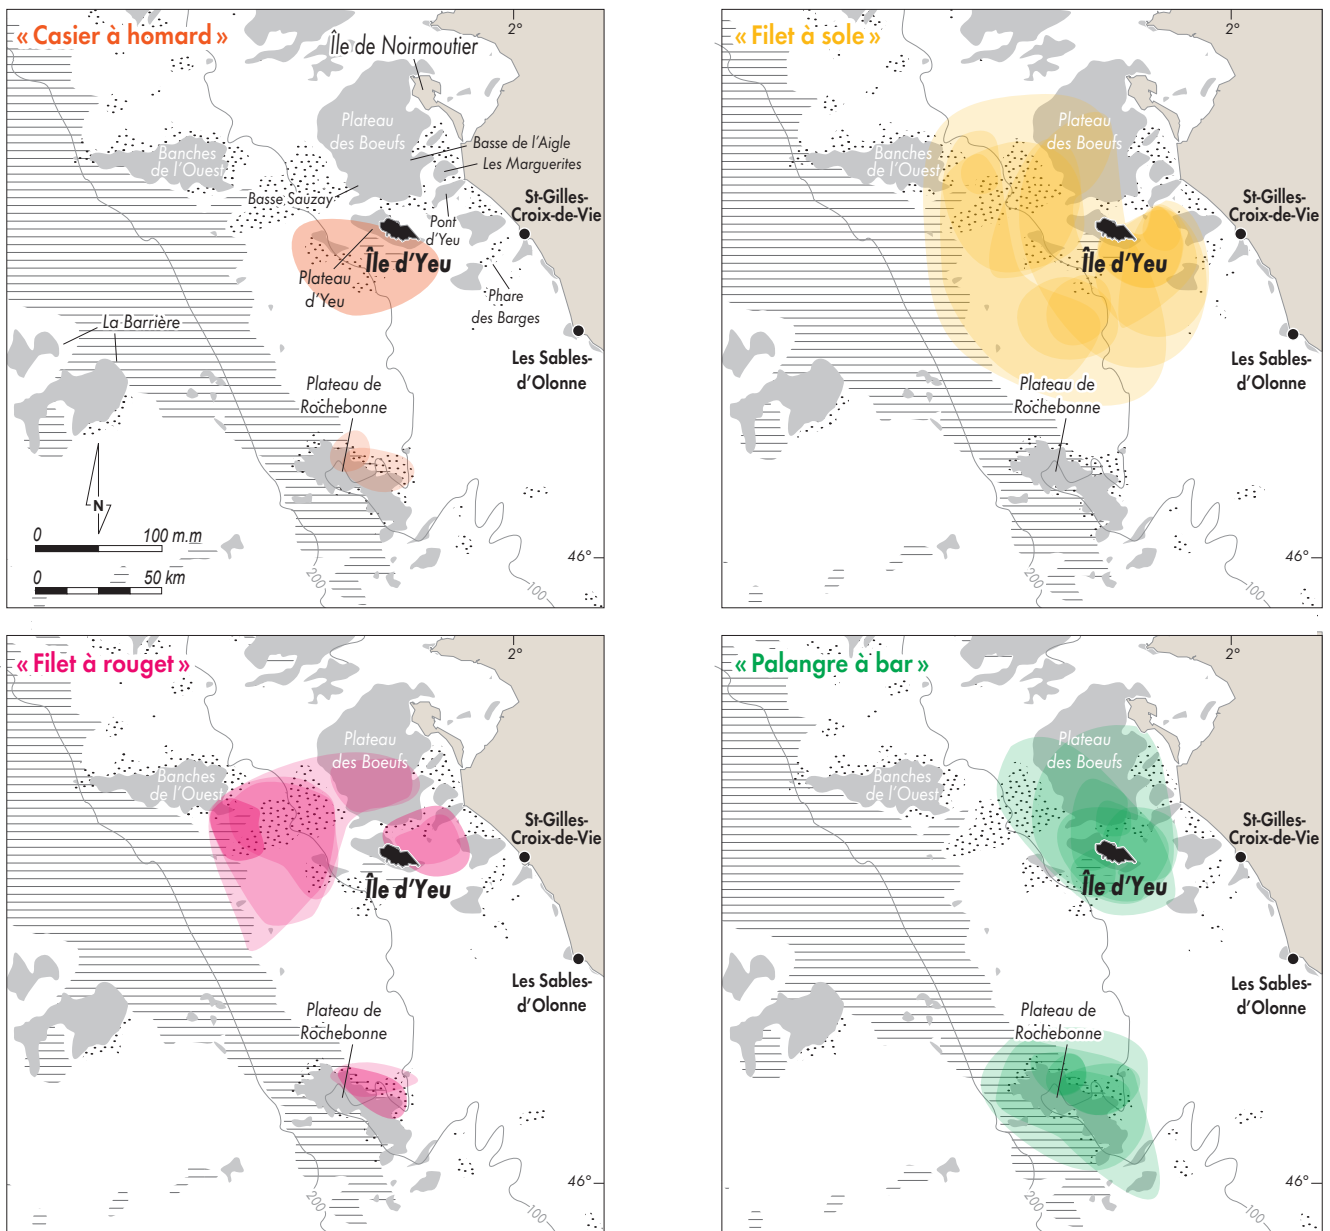 « Casier à homard »
2°
Île de Noirmoutier
Plateau
des Boeufs
Basse de l'Aigle
Les Marguerites
Banches
de l'Ouest
Basse Sauzay
St-Gilles-
Croix-de-Vie
Pont
d'Yeu
Île d'Yeu
Plateau
d'Yeu
Phare
des Barges
La Barrière
Les Sables-
d'Olonne
Plateau de
Rochebonne
N
0 100 m.m
0 50 km
46°
200
100
« Filet à sole »
2°
Plateau
des Boeufs
Banches
de l'Ouest
St-Gilles-
Croix-de-Vie
Île d'Yeu
Les Sables-
d'Olonne
Plateau de
Rochebonne
46°
200
100
« Filet à rouget »
2°
Plateau
des Boeufs
Banches
de l'Ouest
St-Gilles-
Croix-de-Vie
Île d'Yeu
Les Sables-
d'Olonne
Plateau de
Rochebonne
46°
200
100
« Palangre à bar »
2°
Plateau
des Boeufs
Banches
de l'Ouest
St-Gilles-
Croix-de-Vie
Île d'Yeu
Les Sables-
d'Olonne
Plateau de
Rochebonne
46°
200
100